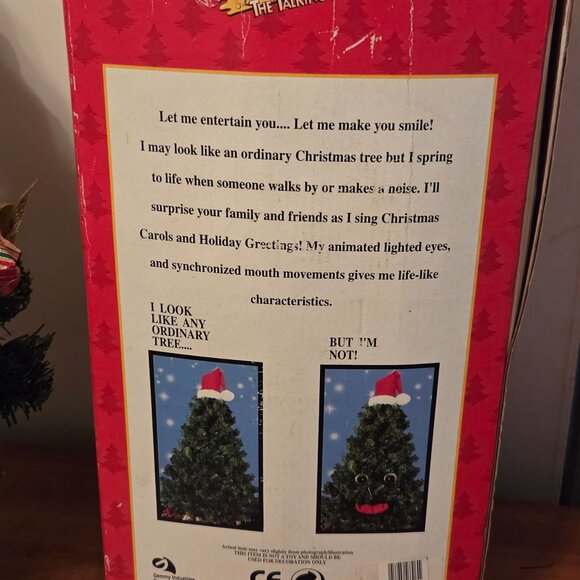 THE TALKING
Let me entertain you.... Let me make you smile!
I may look like an ordinary Christmas tree but I spring
to life when someone walks by or makes a noise. I'll
surprise your family and friends as I sing Christmas
Carols and Holiday Greetings! My animated lighted eyes,
and synchronized mouth movements gives me life-like
characteristics.
I LOOK
LIKE ANY
ORDINARY
TREE....
BUT I'M
NOT!
Actual item may vary slightly from photograph/illustration
THIS ITEM IS NOT A TOY AND SHOULD BE
USED FOR DECORATION ONLY
Gemmy Industries
CE